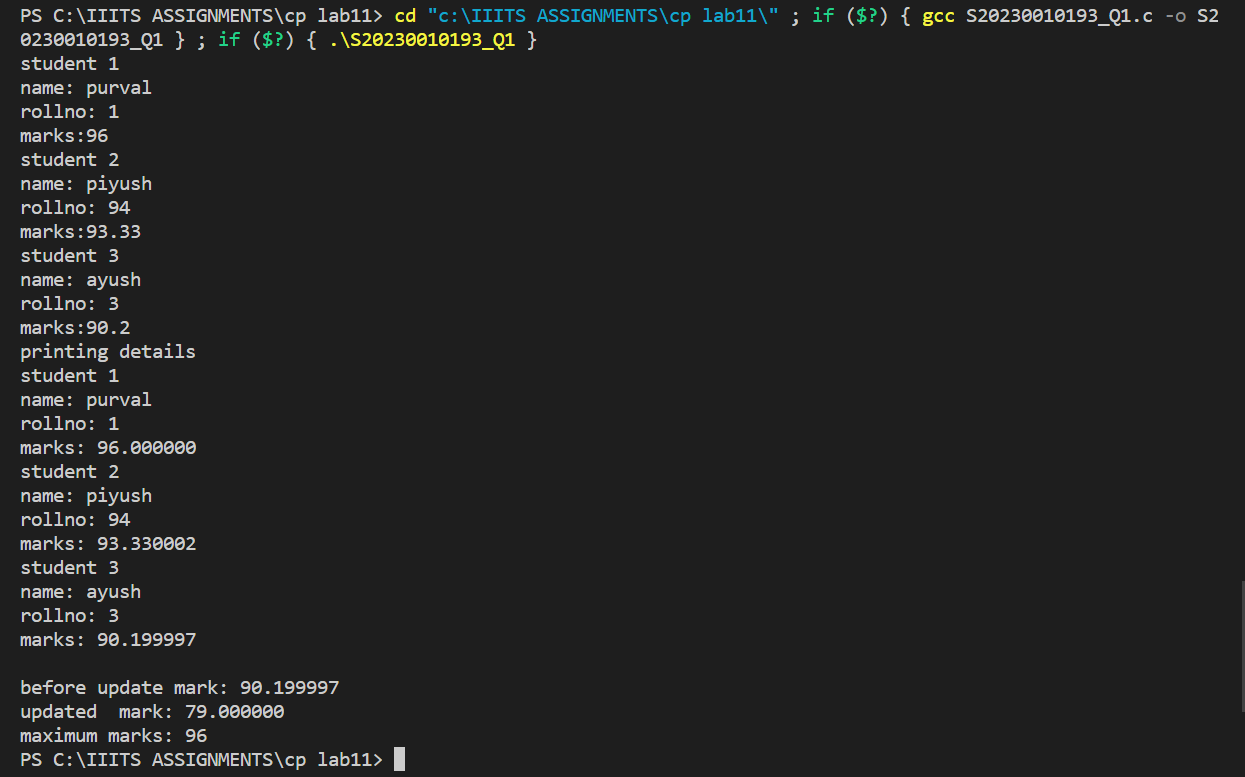 PS C:\IIITS ASSIGNMENTS\cp lab11> cd "c:\IIITS ASSIGNMENTS\cp lab11\" ; if ($?) { gcc S20230010193_Q1.c -o S2
0230010193_Q1 } ; if ($?) { .\S20230010193_Q1 }
student 1
name: purval
rollno: 1
marks:96
student 2
name: piyush
rollno: 94
marks:93.33
student 3
name: ayush
rollno: 3
marks:90.2
printing details
student 1
name: purval
rollno: 1
marks: 96.000000
student 2
name: piyush
rollno: 94
marks: 93.330002
student 3
name: ayush
rollno: 3
marks: 90.199997

before update mark: 90.199997
updated  mark: 79.000000
maximum marks: 96
PS C:\IIITS ASSIGNMENTS\cp lab11>